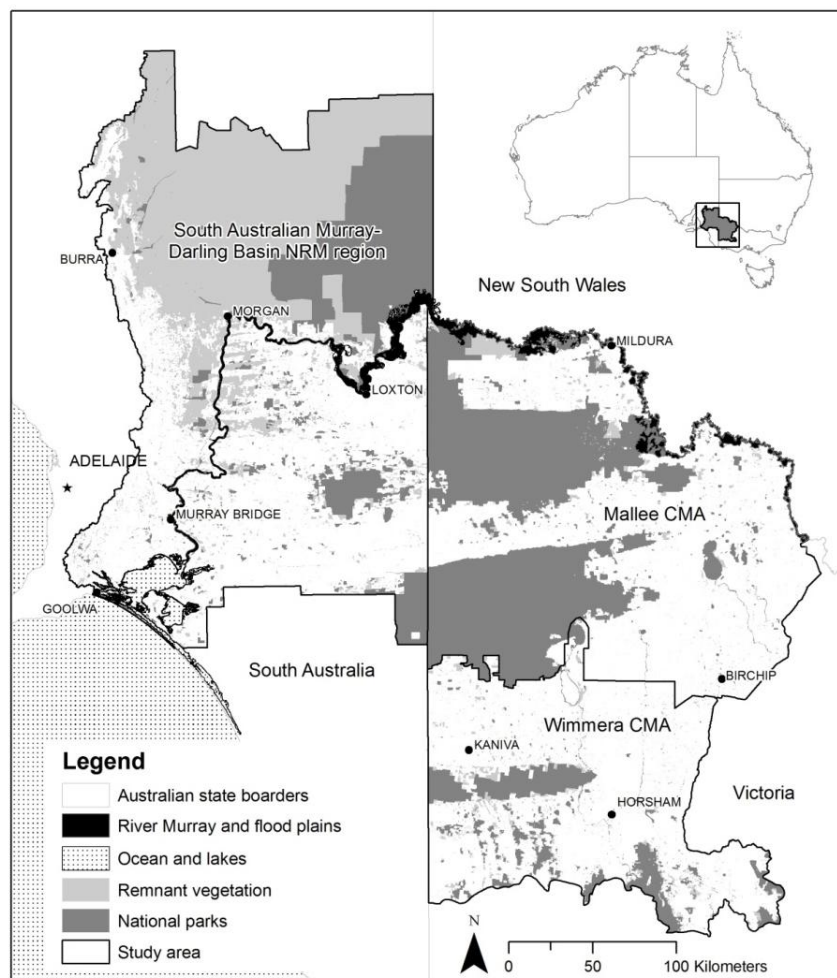 South Australian Murray-
Darling Basin NRM region
BURRA
MORGAN
New South Wales
MILDURA
LOXTON
ADELAIDE
MURRAY BRIDGE
Mallee CMA
GOOLWA
South Australia
BIRCHIP
Wimmera CMA
KANIVA
Victoria
HORSHAM
Legend
Australian state boarders
River Murray and flood plains
Ocean and lakes
Remnant vegetation
National parks
Study area
N
0 50 100 Kilometers